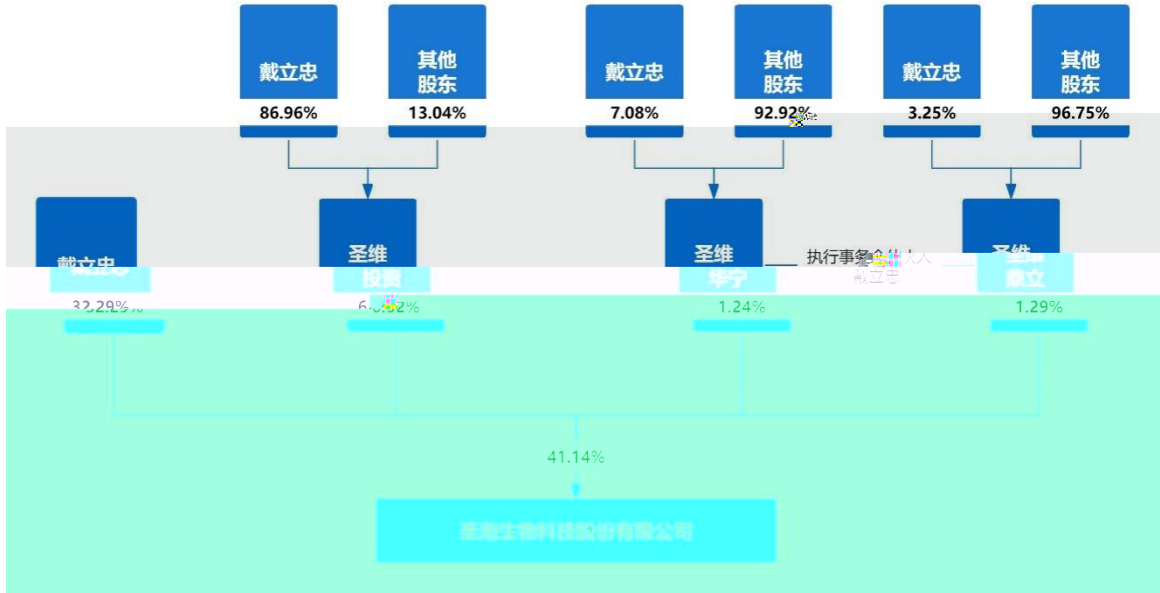 戴立忠
其他
股东
戴立忠
其他
股东
戴立忠
其他
股东
86.96%
13.04%
7.08%
92.92%
3.25%
96.75%
戴立忠
圣维
投资
圣维
华宁
执行事务合伙人
戴立忠
圣维
鼎立
32.29%
1.24%
1.29%
41.14%
圣湘生物科技股份有限公司